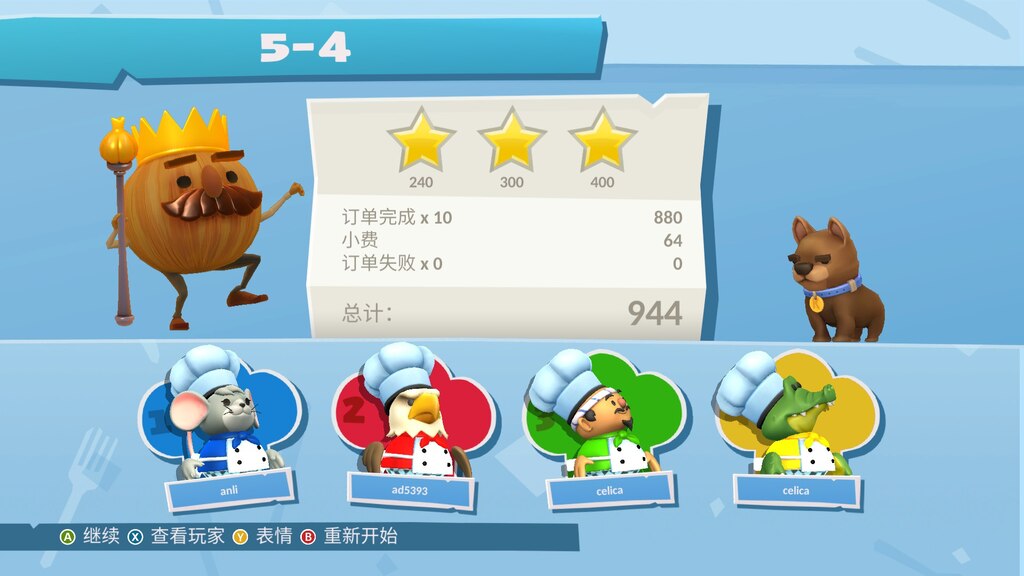 5-4
240 300 400
订单完成 x 10 880
小费 64
订单失败 x 0 0
总计： 944
2
anli ad5393 celica celica
A 继续 X 查看玩家 Y 表情 B 重新开始